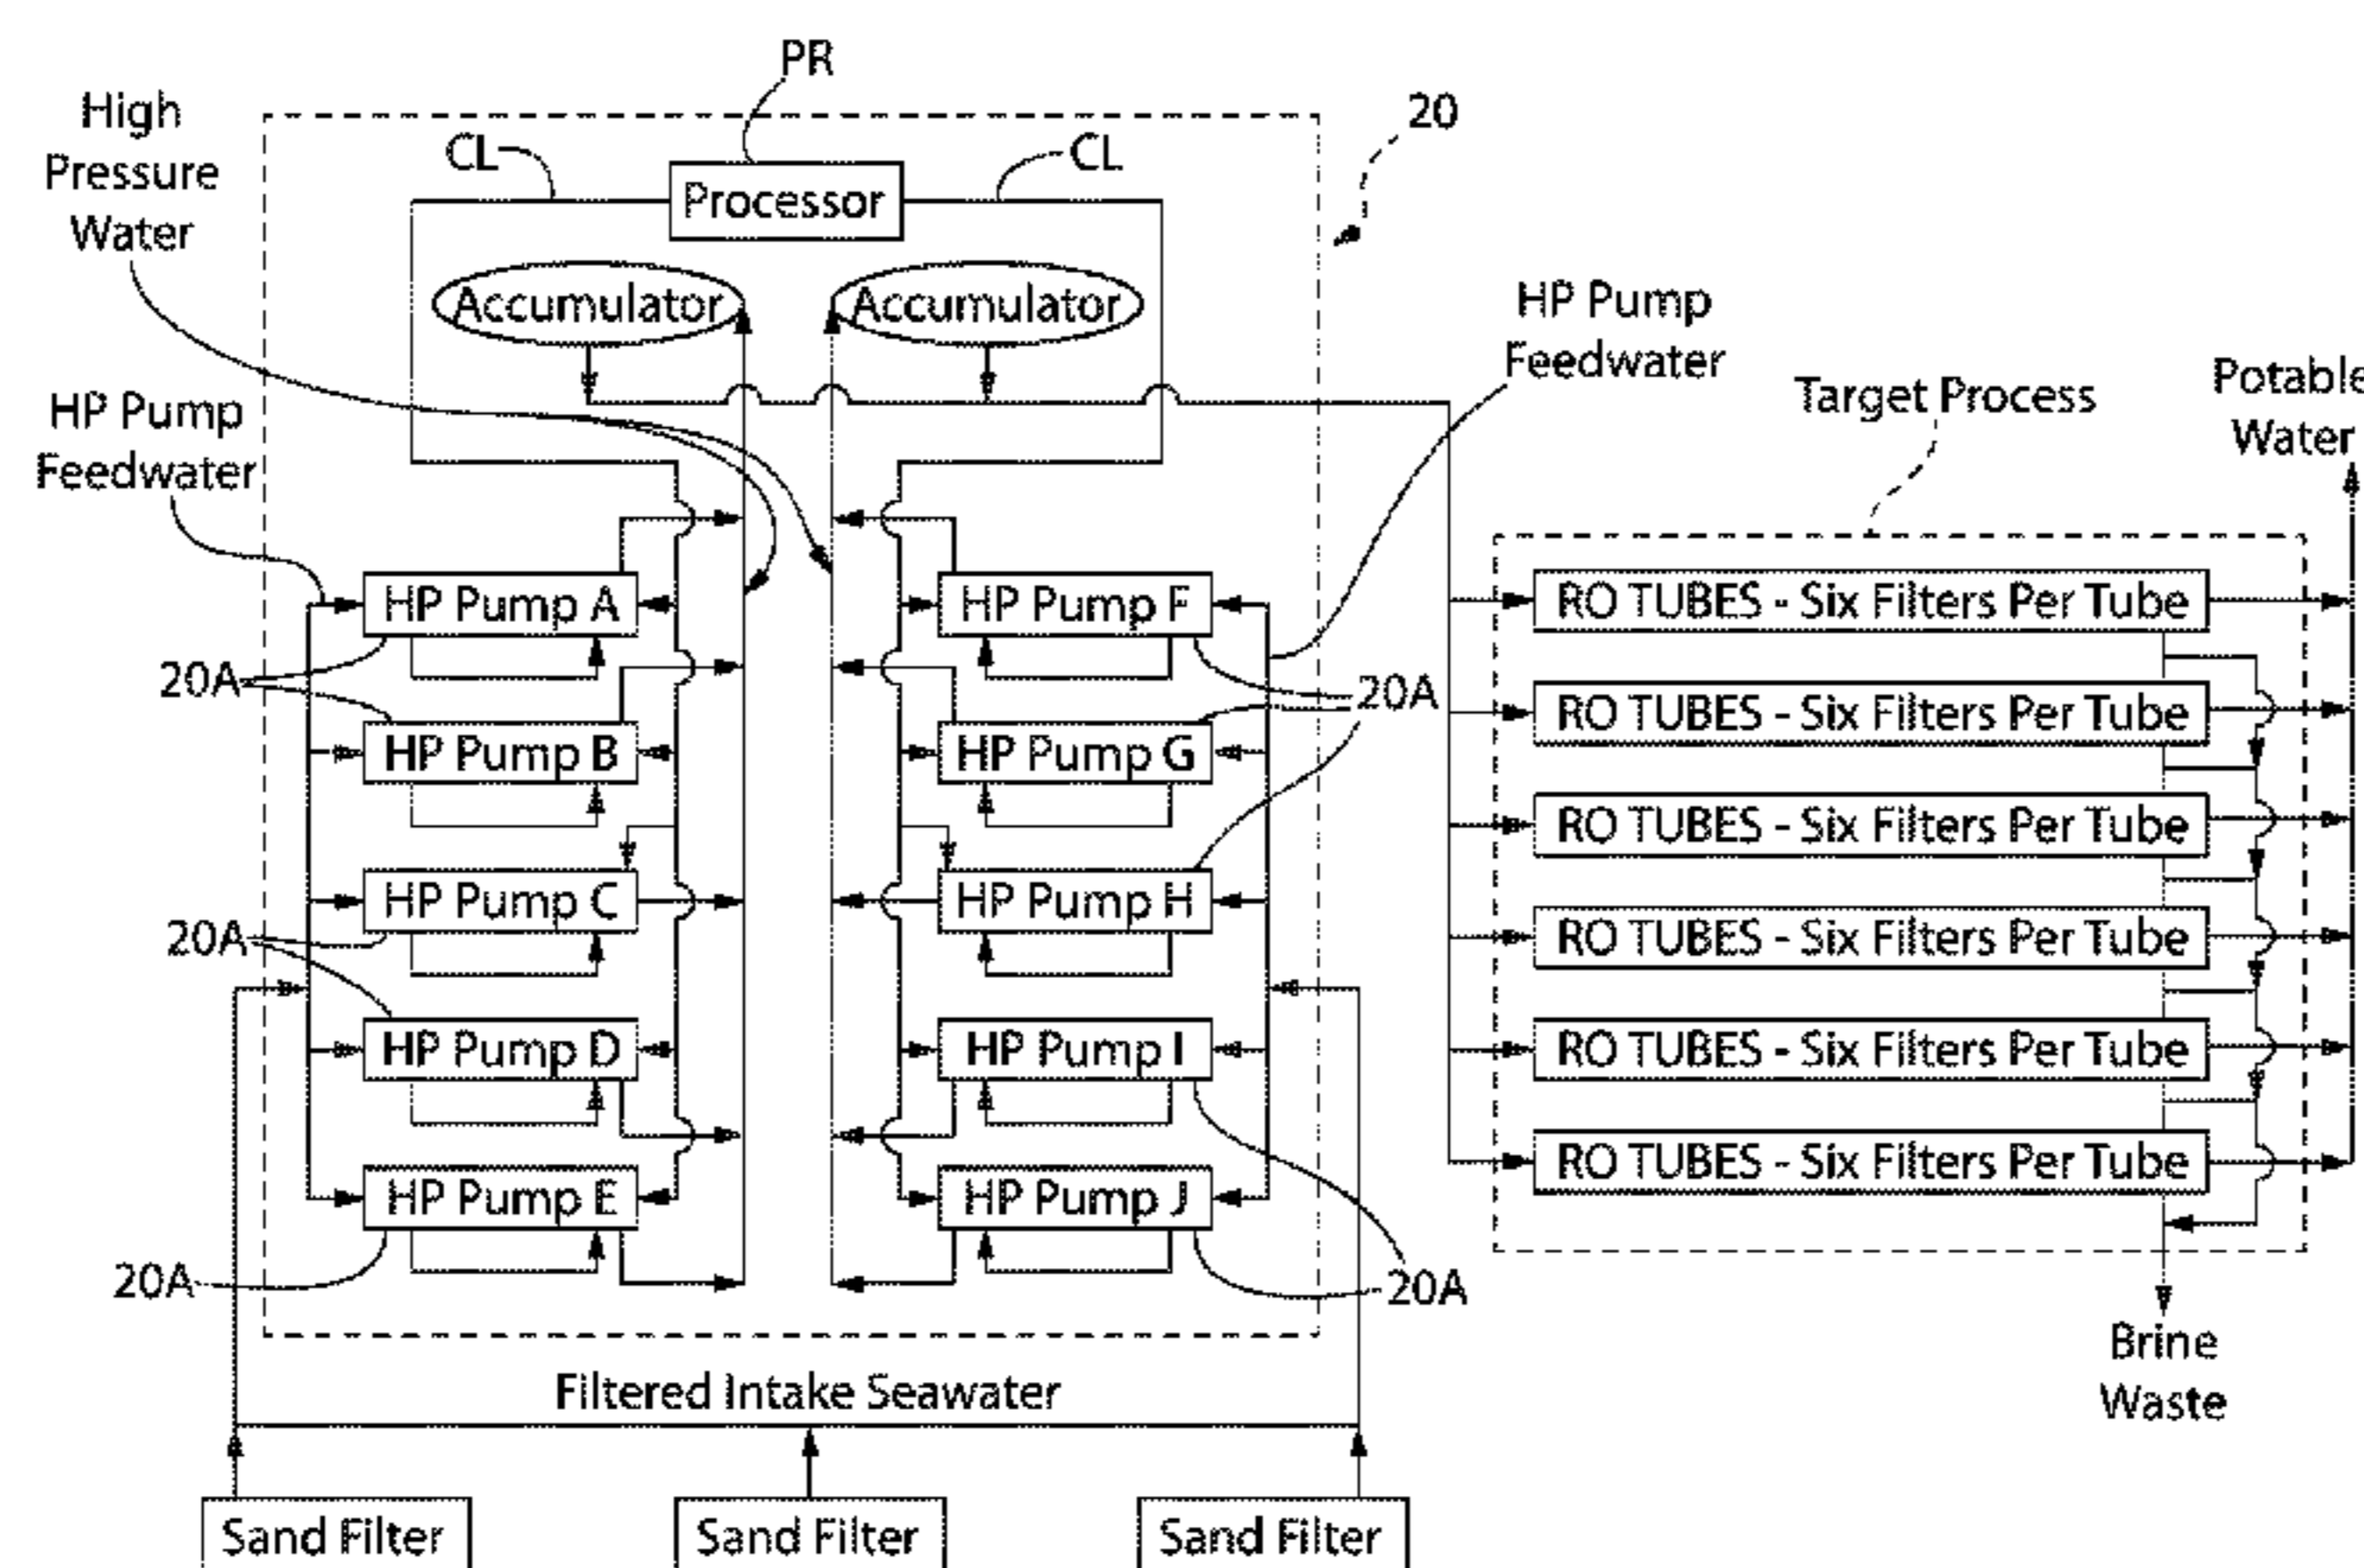 PR
High
Pressure
Water
20
CL
CL
Processor
Accumulator
Accumulator
HP Pump
Feedwater
HP Pump
Feedwater
Target Process
Potable
Water
HP Pump A
HP Pump F
RO TUBES - Six Filters Per Tube
20A
20A
HP Pump B
HP Pump G
RO TUBES - Six Filters Per Tube
RO TUBES - Six Filters Per Tube
HP Pump C
HP Pump H
20A
RO TUBES - Six Filters Per Tube
HP Pump D
HP Pump I
RO TUBES - Six Filters Per Tube
HP Pump E
HP Pump J
RO TUBES - Six Filters Per Tube
20A
20A
Brine
Waste
Filtered Intake Seawater
Sand Filter
Sand Filter
Sand Filter